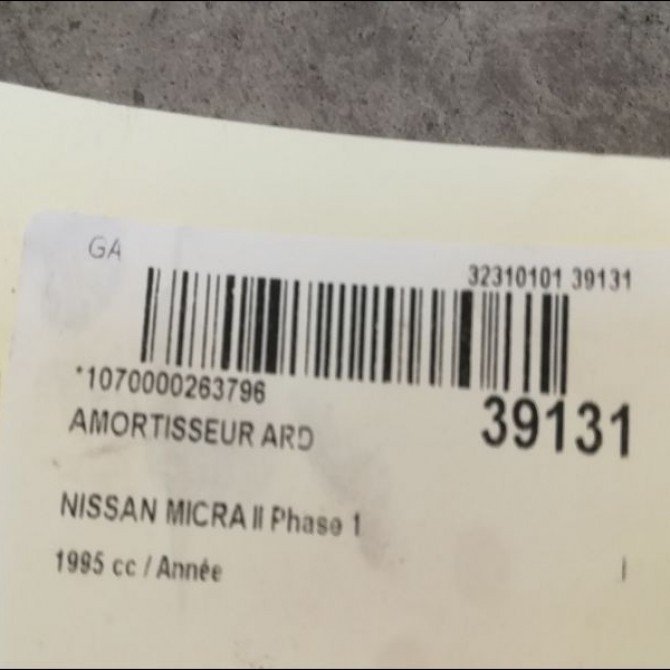 GA
32310101 39131
*1070000263796
39131
AMORTISSEUR ARD
NISSAN MICRA II Phase 1
1995 cc / Année